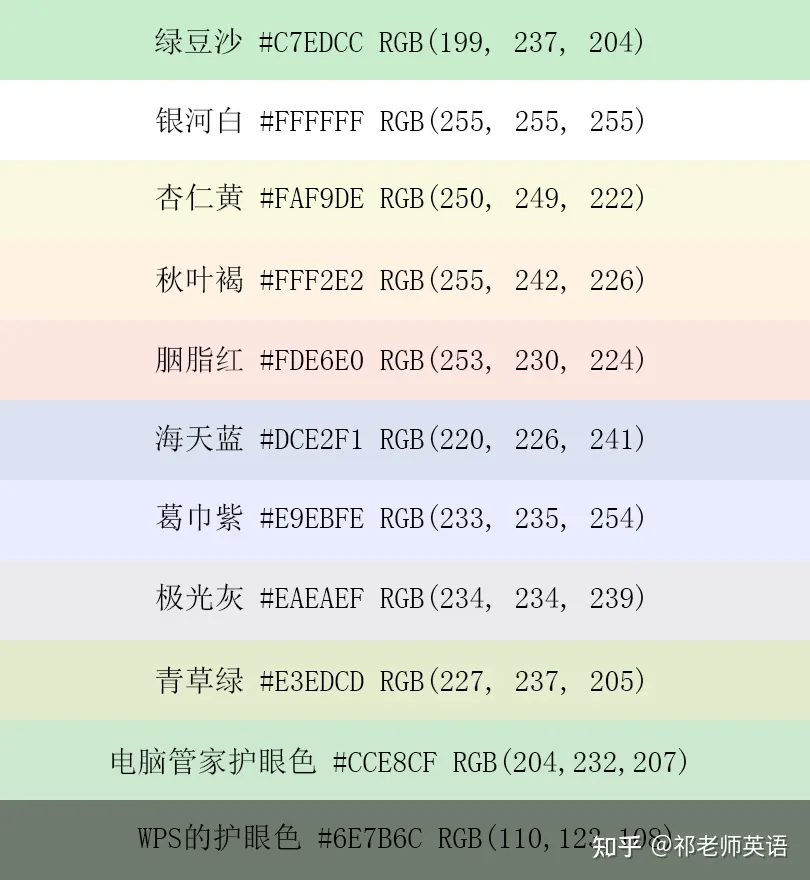 绿豆沙 #C7EDCC RGB(199, 237, 204)
银河白 #FFFFFF RGB(255, 255, 255)
杏仁黄 #FAF9DE RGB(250, 249, 222)
秋叶褐 #FFF2E2 RGB(255, 242, 226)
胭脂红 #FDE6E0 RGB(253, 230, 224)
海天蓝 #DCE2F1 RGB(220, 226, 241)
葛巾紫 #E9EBFE RGB(233, 235, 254)
极光灰 #EAEAEF RGB(234, 234, 239)
青草绿 #E3EDCD RGB(227, 237, 205)
电脑管家护眼色 #CCE8CF RGB(204,232,207)
WPS的护眼色 #6E7B6C RGB(110,123,108)
知乎 @祁老师英语